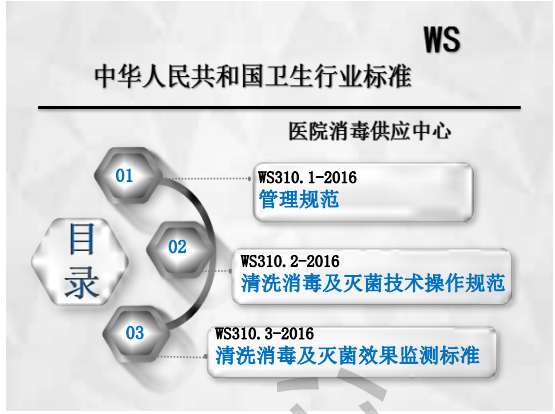 WS
中华人民共和国卫生行业标准
医院消毒供应中心
目
录
01
WS310.1-2016
管理规范
02
WS310.2-2016
清洗消毒及灭菌技术操作规范
03
WS310.3-2016
清洗消毒及灭菌效果监测标准